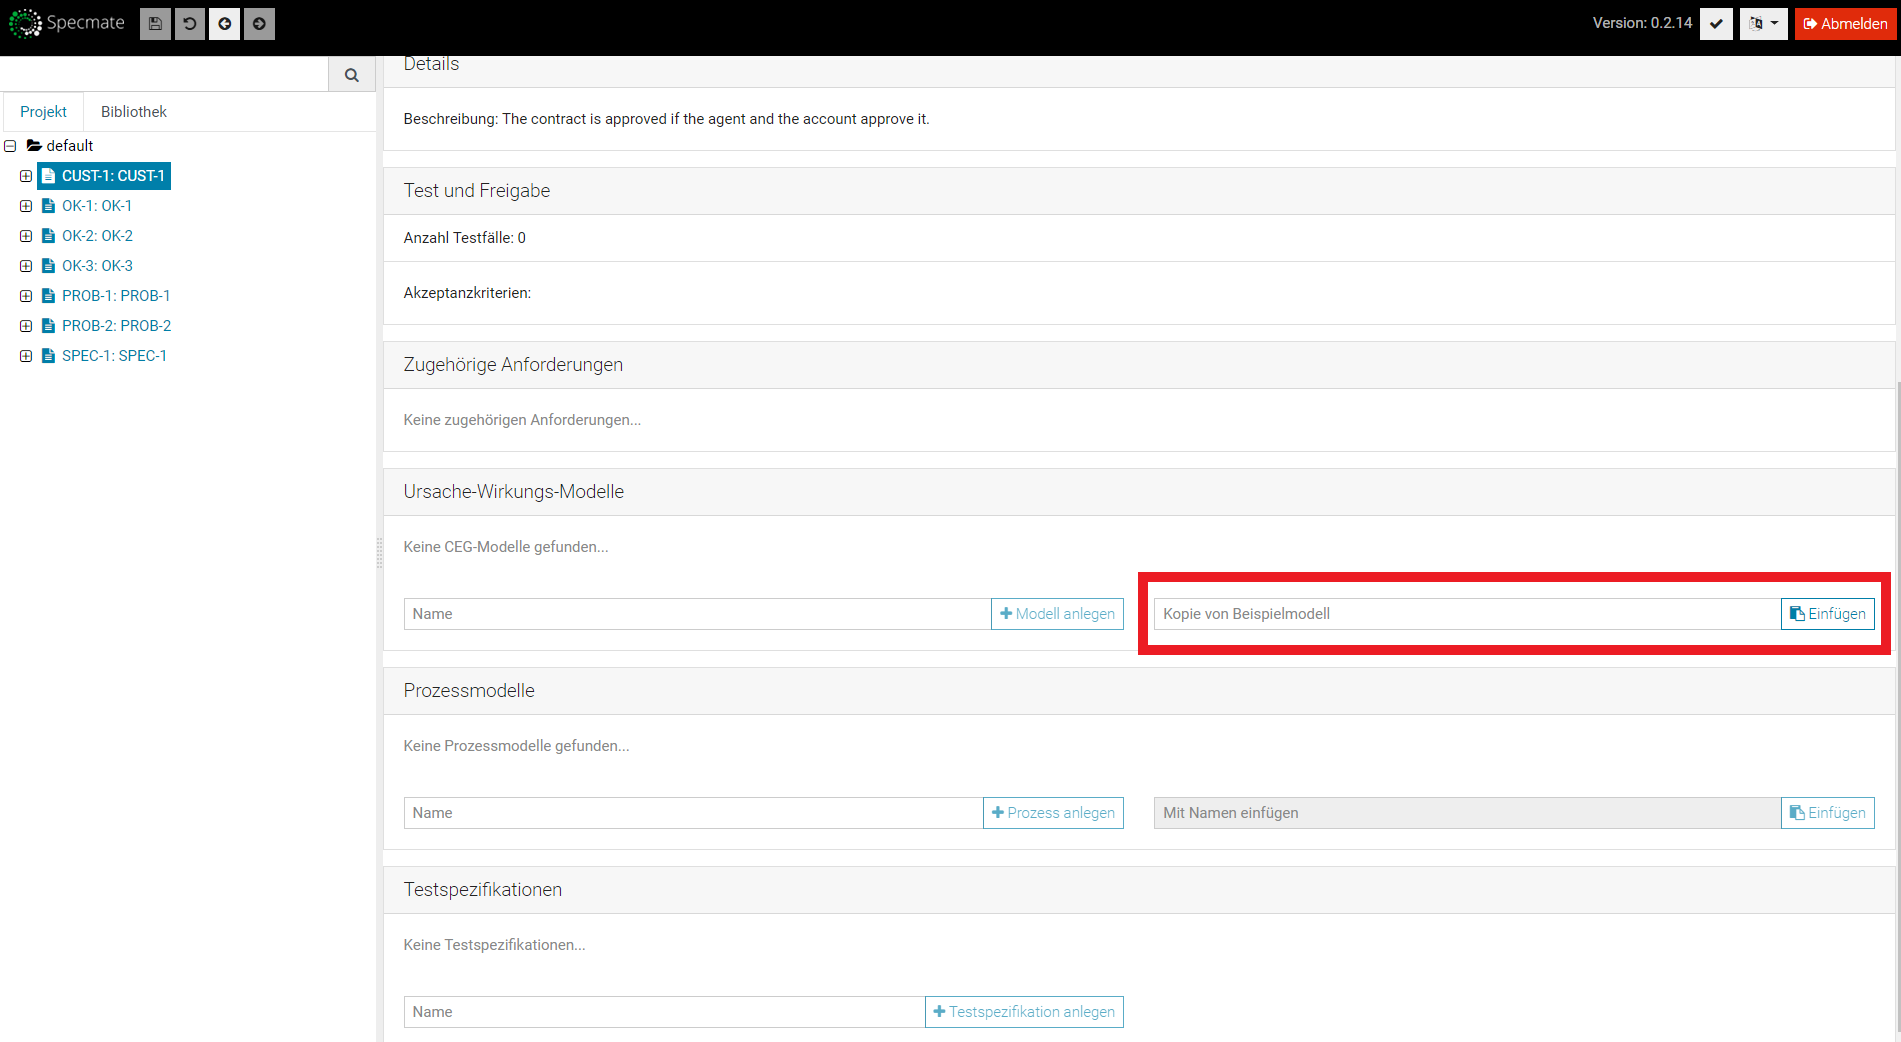 Specmate
Version: 0.2.14
Abmelden
Projekt
Bibliothek
default
CUST-1: CUST-1
OK-1: OK-1
OK-2: OK-2
OK-3: OK-3
PROB-1: PROB-1
PROB-2: PROB-2
SPEC-1: SPEC-1
Details
Beschreibung: The contract is approved if the agent and the account approve it.
Test und Freigabe
Anzahl Testfälle: 0
Akzeptanzkriterien:
Zugehörige Anforderungen
Keine zugehörigen Anforderungen...
Ursache-Wirkungs-Modelle
Keine CEG-Modelle gefunden...
Name
Modell anlegen
Kopie von Beispielmodell
Einfügen
Prozessmodelle
Keine Prozessmodelle gefunden...
Name
Prozess anlegen
Mit Namen einfügen
Einfügen
Testspezifikationen
Keine Testspezifikationen...
Name
Testspezifikation anlegen